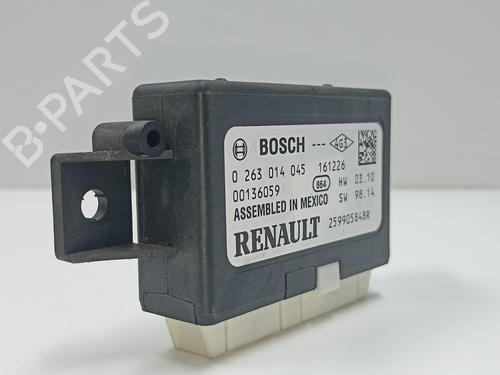 B-PARTS
BOSCH --- 4G3
0 263 014 045 161226
00136059 864 HW 03.10
ASSEMBLED IN MEXICO SW 98.14
RENAULT 259905848R